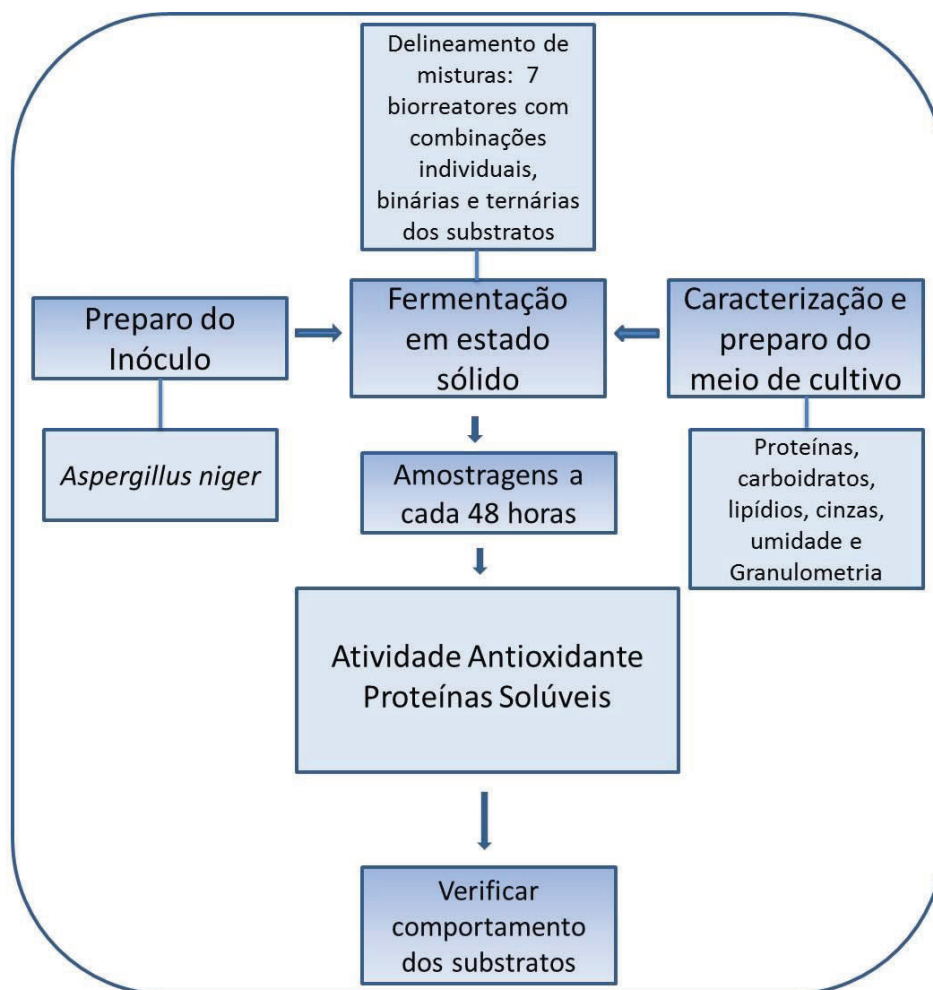 Delineamento de
misturas:  7
biorreatores com
combinações
individuais,
binárias e ternárias
dos substratos
Preparo do
Inóculo
Fermentação
em estado
sólido
Caracterização e
preparo do
meio de cultivo
Aspergillus niger
Amostragens a
cada 48 horas
Proteínas,
carboidratos,
lipídios, cinzas,
umidade e
Granulometria
Atividade Antioxidante
Proteínas Solúveis
Verificar
comportamento
dos substratos